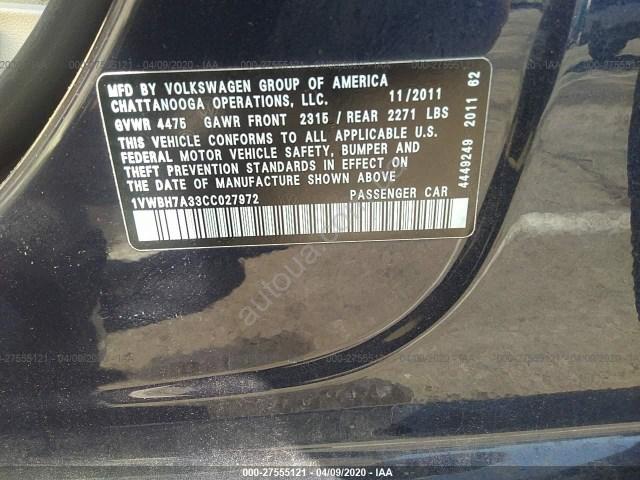 MFD BY VOLKSWAGEN GROUP OF AMERICA
CHATTANOOGA OPERATIONS, LLC. 11/2011
GVWR 4475 GAWR FRONT 2315 / REAR 2271 LBS
THIS VEHICLE CONFORMS TO ALL APPLICABLE U.S.
FEDERAL MOTOR VEHICLE SAFETY, BUMPER AND
THEFT PREVENTION STANDARDS IN EFFECT ON
THE DATE OF MANUFACTURE SHOWN ABOVE
1VWBH7A33CC027972 PASSENGER CAR
4449249 2011 62
000-27555121 - 04/09/2020 - IAA